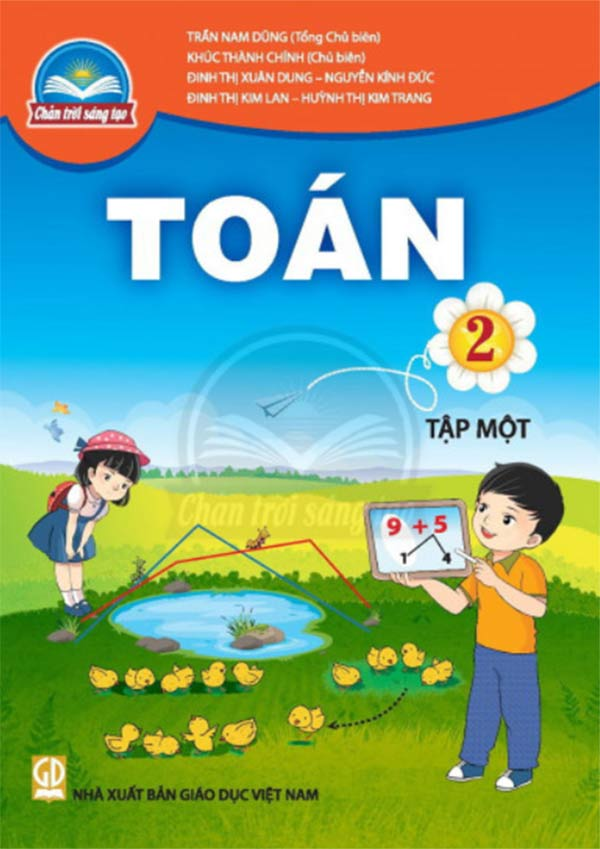 TRẦN NAM DŨNG (Tổng Chủ biên)
KHÚC THÀNH CHÍNH (Chủ biên)
ĐINH THỊ XUÂN DUNG – NGUYỄN KÍNH ĐỨC
ĐINH THỊ KIM LAN – HUỲNH THỊ KIM TRANG
Chân trời sáng tạo
TOÁN
2
TẬP MỘT
Chân trời sáng tạo
9 + 5
1 4
GD
NHÀ XUẤT BẢN GIÁO DỤC VIỆT NAM